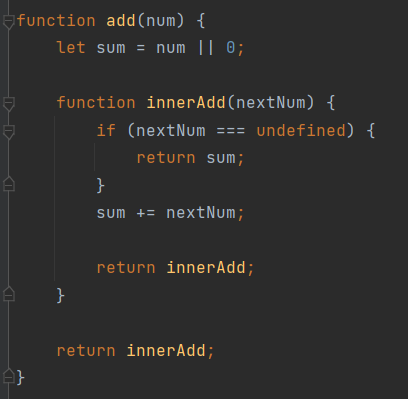 function add(num) {
    let sum = num || 0;

    function innerAdd(nextNum) {
        if (nextNum === undefined) {
            return sum;
        }
        sum += nextNum;

        return innerAdd;
    }

    return innerAdd;
}